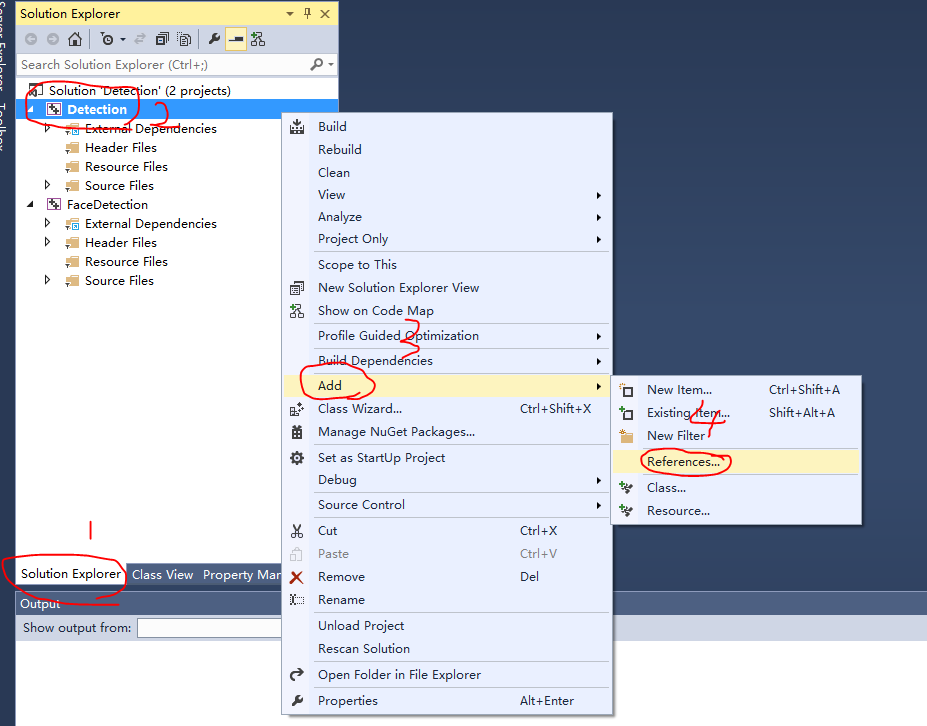 Solution Explorer
Server Explorer
Toolbox
Search Solution Explorer (Ctrl+;)
Solution 'Detection' (2 projects)
Detection
2
External Dependencies
Header Files
Resource Files
Source Files
FaceDetection
External Dependencies
Header Files
Resource Files
Source Files
Build
Rebuild
Clean
View
Analyze
Project Only
Scope to This
New Solution Explorer View
Show on Code Map
Profile Guided Optimization
3
Build Dependencies
Add
Class Wizard... Ctrl+Shift+X
Manage NuGet Packages...
Set as StartUp Project
Debug
Source Control
Cut Ctrl+X
Paste Ctrl+V
Remove Del
Rename
Unload Project
Rescan Solution
Open Folder in File Explorer
Properties Alt+Enter
New Item... Ctrl+Shift+A
Existing Item... Shift+Alt+A
4
New Filter
References...
Class...
Resource...
1
Solution Explorer Class View Property Man
Output
Show output from: